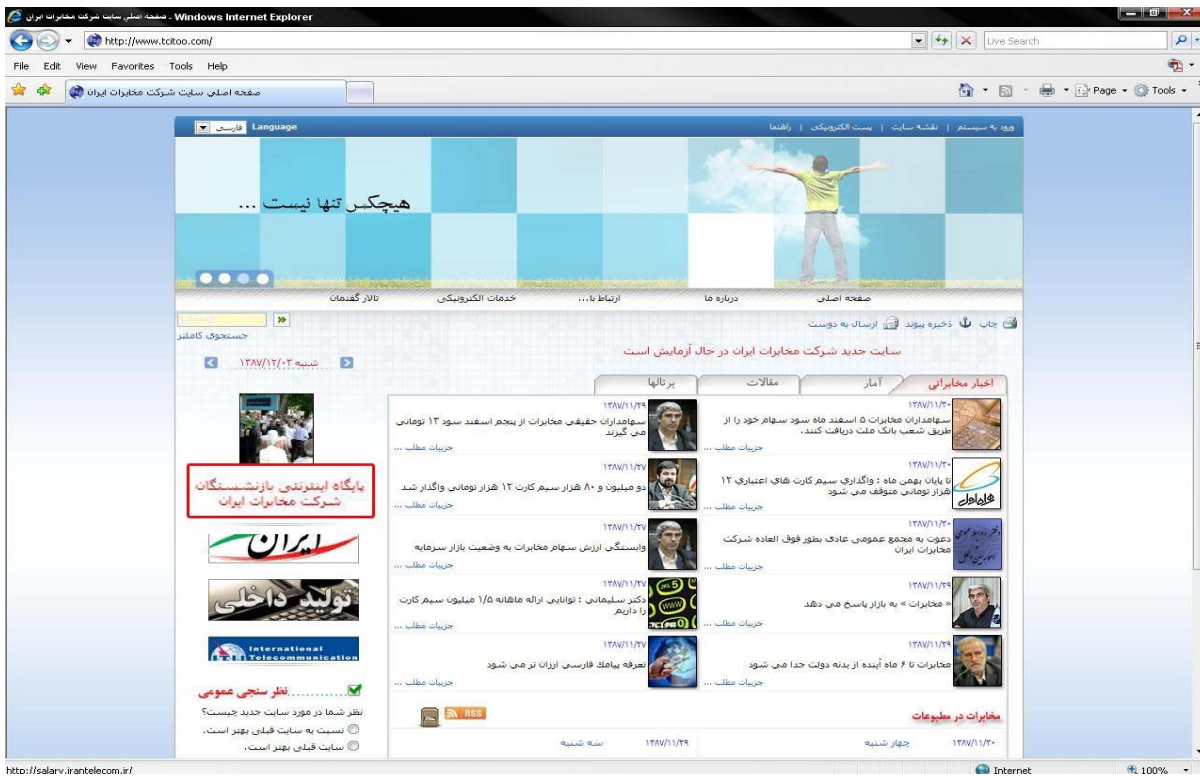 صفحه اصلی سایت شرکت مخابرات ایران - Windows Internet Explorer
http://www.tcitoo.com/
Live Search
File Edit View Favorites Tools Help
صفحه اصلی سایت شرکت مخابرات ایران
Page Tools
ورود به سیستم | نقشه سایت | پست الکترونیکی | راهنما
Language فارسی
هیچکس تنها نیست ...
صفحه اصلی درباره ما ارتباط با... خدمات الکترونیکی تالار گفتمان
چاپ ذخیره پیوند ارسال به دوست
جستجوی کاملتر
سایت جدید شرکت مخابرات ایران در حال آزمایش است
شنبه ۱۳۸۷/۱۲/۰۳
اخبار مخابراتی آمار مقالات پرتالها
۱۳۸۷/۱۱/۳۰
سهامداران مخابرات ۵ اسفند ماه سود سهام خود را از
طریق شعب بانک ملت دریافت کنند.
جزییات مطلب ...
۱۳۸۷/۱۱/۲۹
سهامداران حقیقی مخابرات از پنجم اسفند سود ۱۳ تومانی
می گیرند
جزییات مطلب ...
۱۳۸۷/۱۱/۳۰
تا پایان بهمن ماه : واگذاری سیم کارت های اعتباری ۱۲
هزار تومانی متوقف می شود
جزییات مطلب ...
۱۳۸۷/۱۱/۲۷
دو میلیون و ۸۰ هزار سیم کارت ۱۲ هزار تومانی واگذار شد
جزییات مطلب ...
۱۳۸۷/۱۱/۳۰
دعوت به مجمع عمومی عادی بطور فوق العاده شرکت
مخابرات ایران
جزییات مطلب ...
۱۳۸۷/۱۱/۲۷
وابستگی ارزش سهام مخابرات به وضعیت بازار سرمایه
جزییات مطلب ...
۱۳۸۷/۱۱/۲۹
« مخابرات » به بازار پاسخ می دهد
جزییات مطلب ...
۱۳۸۷/۱۱/۲۷
دکتر سلیمانی : توانایی ارائه ماهانه ۱/۵ میلیون سیم کارت
را داریم
جزییات مطلب ...
۱۳۸۷/۱۱/۲۹
مخابرات تا ۶ ماه آینده از بدنه دولت جدا می شود
جزییات مطلب ...
۱۳۸۷/۱۱/۲۷
تعرفه پیامک فارسی ارزان تر می شود
جزییات مطلب ...
مخابرات در مطبوعات
RSS
۱۳۸۷/۱۱/۳۰ چهار شنبه
۱۳۸۷/۱۱/۲۹ سه شنبه
پایگاه اینترنتی بازنشستگان
شرکت مخابرات ایران
ایران
تولید داخلی
International
Telecommunication
نظر سنجی عمومی
نظر شما در مورد سایت جدید چیست؟
نسبت به سایت قبلی بهتر است.
سایت قبلی بهتر است.
http://salary.irantelecom.ir/
Internet
100%